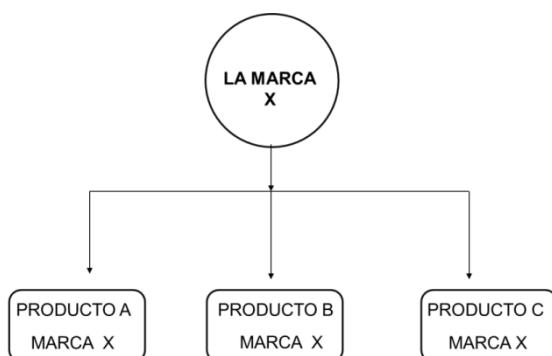 LA MARCA
X
PRODUCTO A
MARCA X
PRODUCTO B
MARCA X
PRODUCTO C
MARCA X